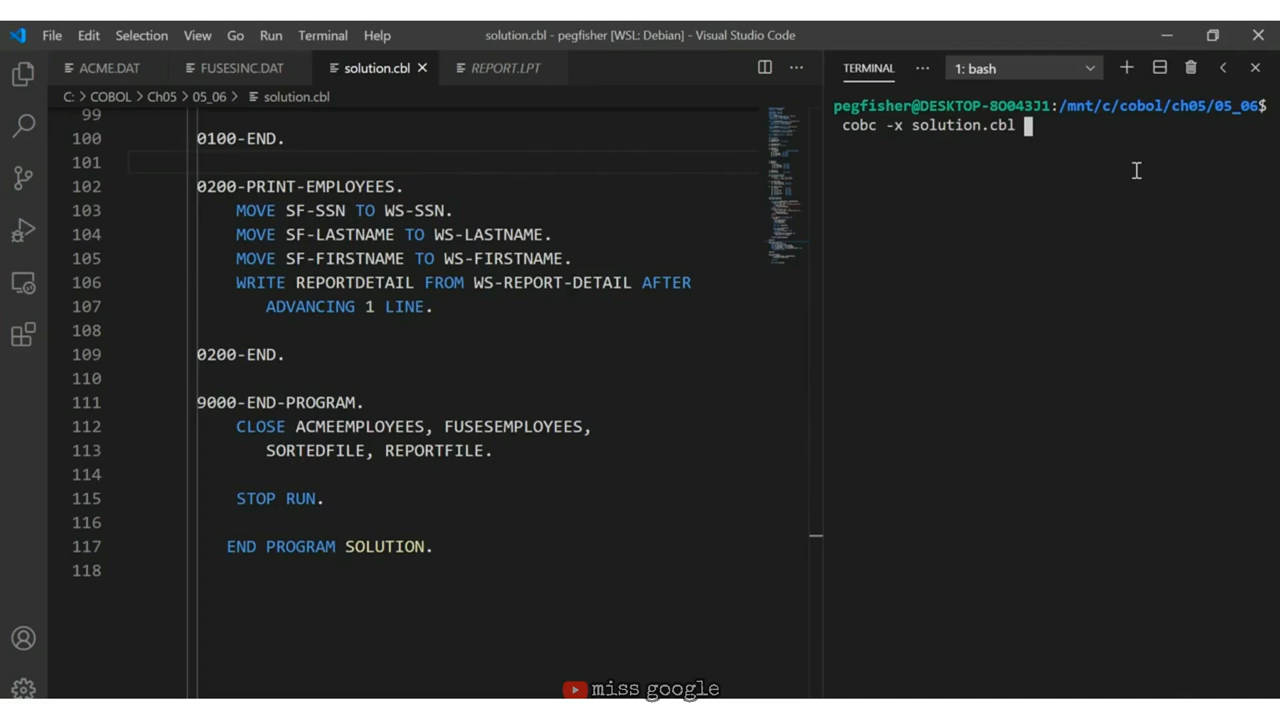 File Edit Selection View Go Run Terminal Help
solution.cbl - pegfisher [WSL: Debian] - Visual Studio Code
ACME.DAT FUSESINC.DAT solution.cbl REPORT.LPT
C: > COBOL > Ch05 > 05_06 > solution.cbl
99
100 0100-END.
101
102 0200-PRINT-EMPLOYEES.
103 MOVE SF-SSN TO WS-SSN.
104 MOVE SF-LASTNAME TO WS-LASTNAME.
105 MOVE SF-FIRSTNAME TO WS-FIRSTNAME.
106 WRITE REPORTDETAIL FROM WS-REPORT-DETAIL AFTER
107 ADVANCING 1 LINE.
108
109 0200-END.
110
111 9000-END-PROGRAM.
112 CLOSE ACMEEMPLOYEES, FUSESEMPLOYEES,
113 SORTEDFILE, REPORTFILE.
114
115 STOP RUN.
116
117 END PROGRAM SOLUTION.
118
TERMINAL ··· 1: bash
pegfisher@DESKTOP-8O043J1:/mnt/c/cobol/ch05/05_06$
cobc -x solution.cbl
miss google